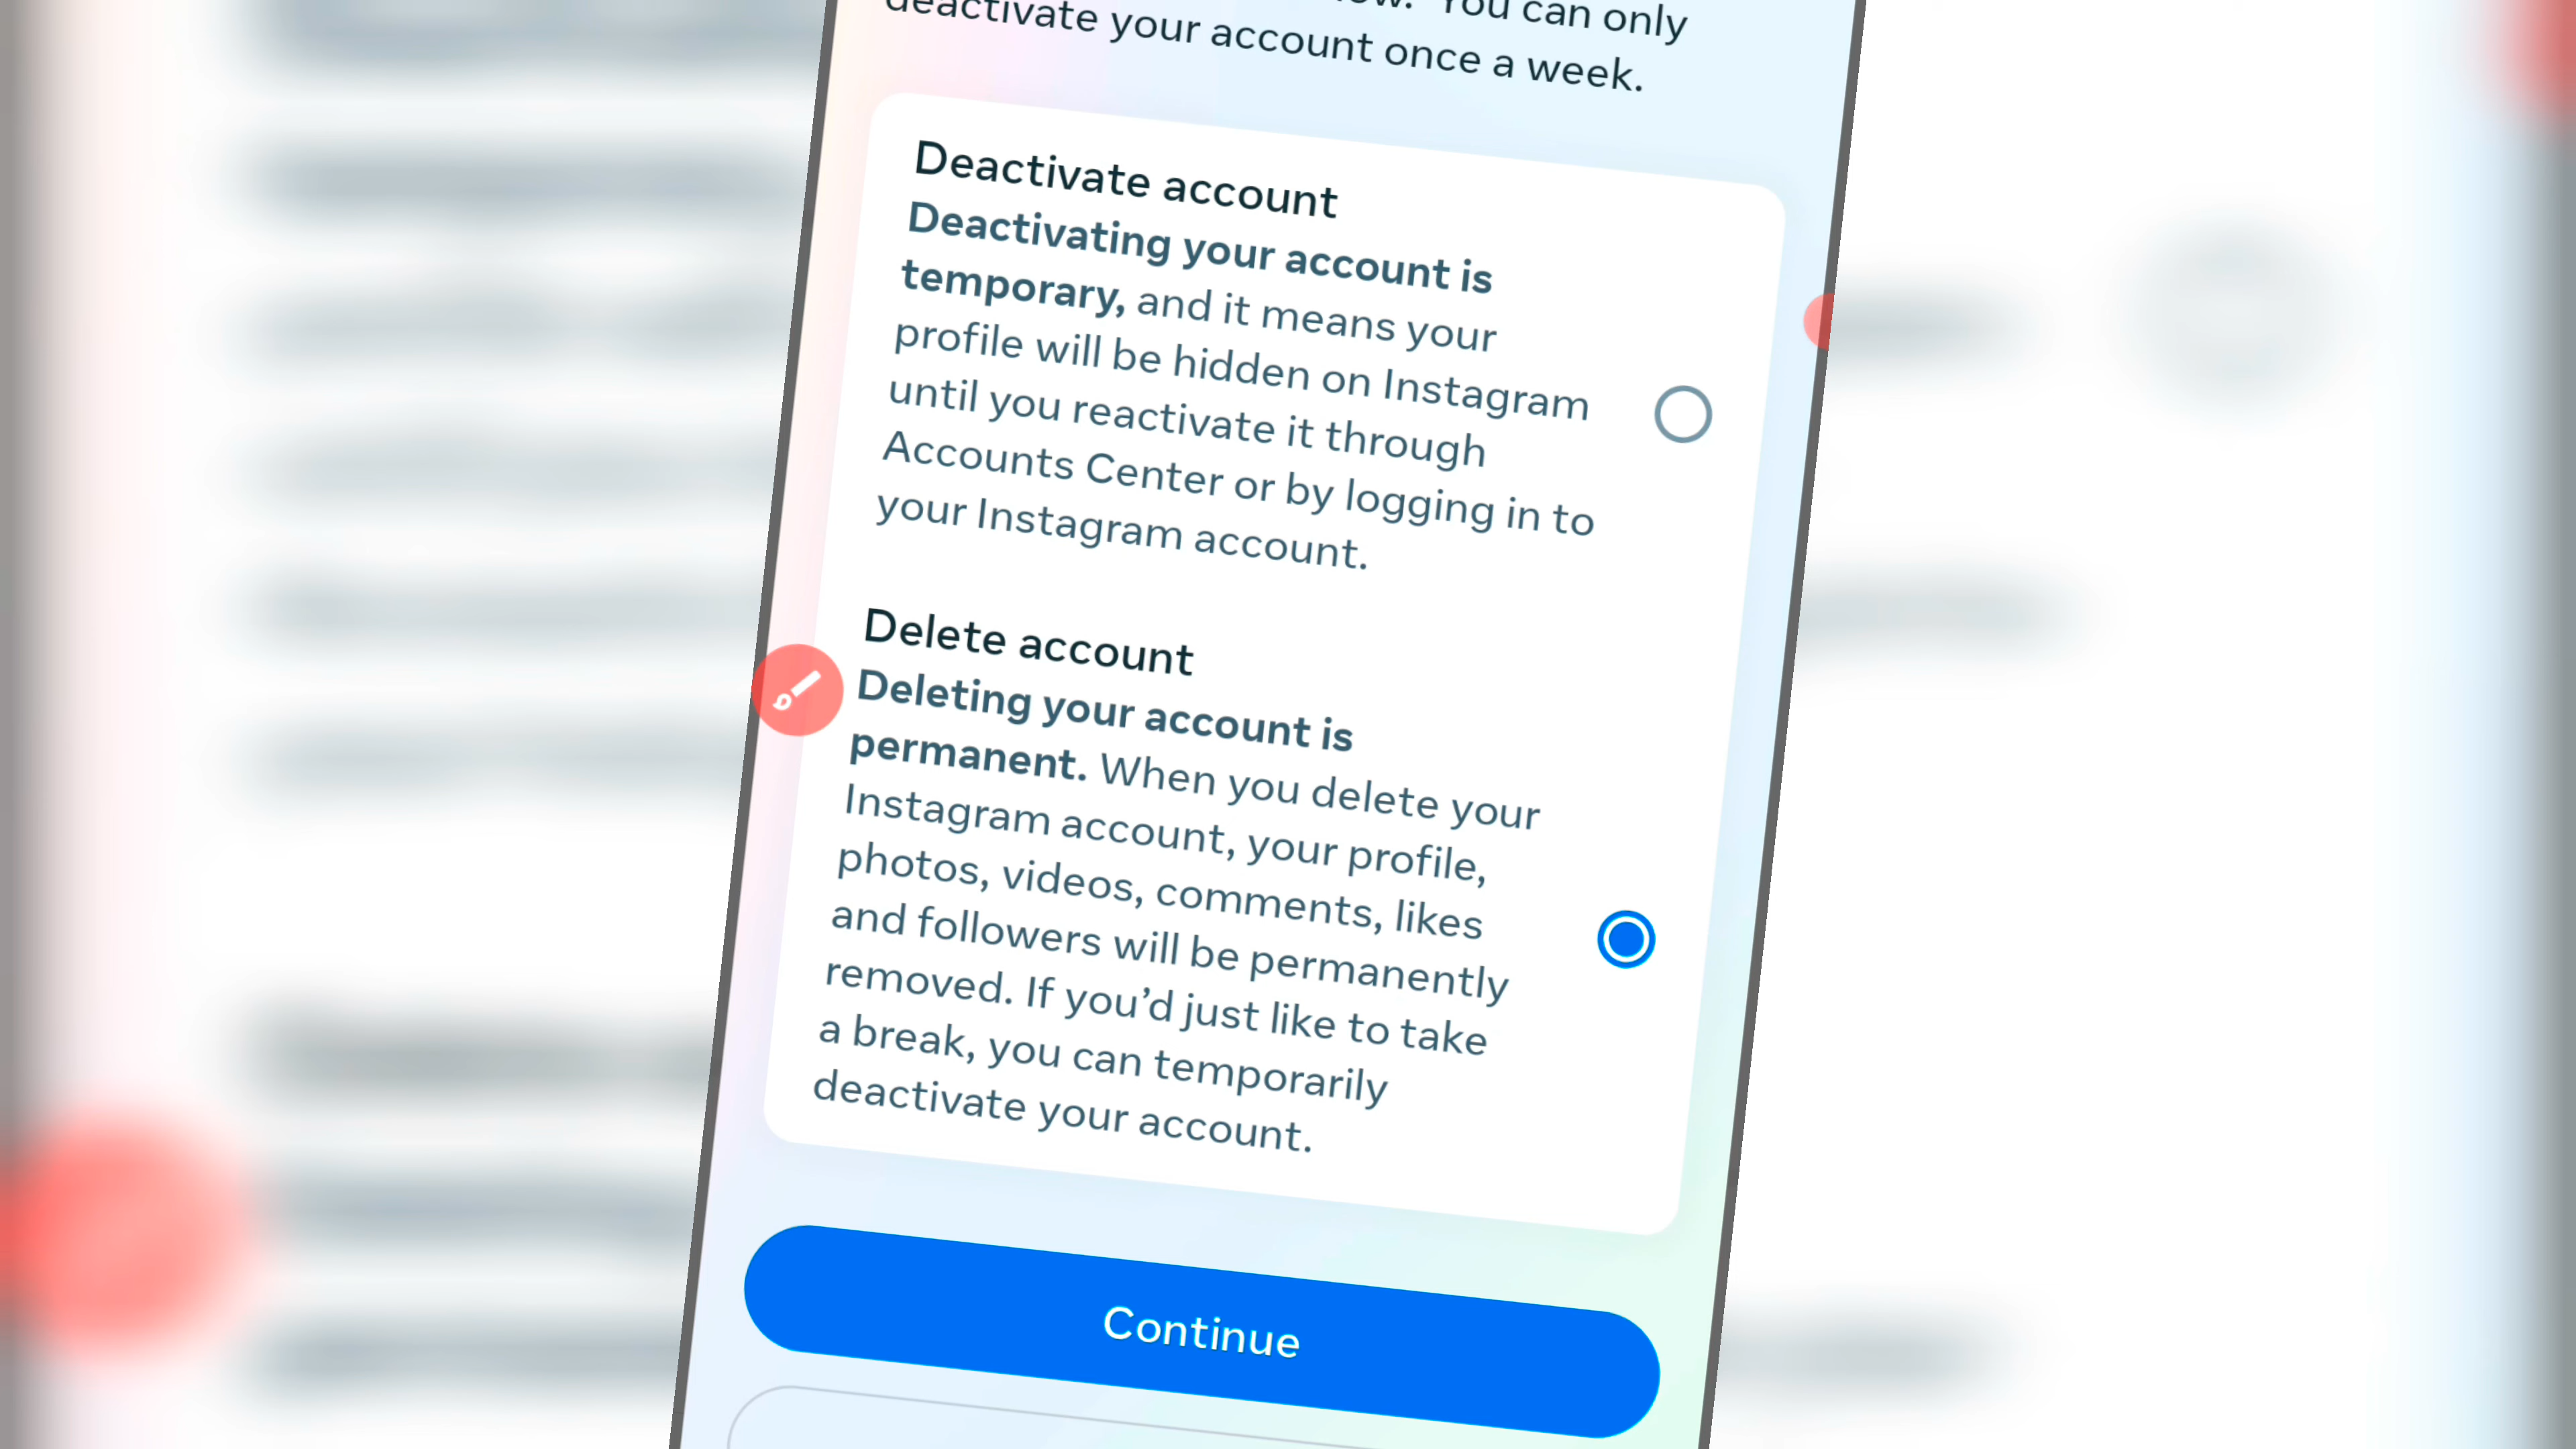 You can only
deactivate your account once a week.
Deactivate account
Deactivating your account is
temporary, and it means your
profile will be hidden on Instagram
until you reactivate it through
Accounts Center or by logging in to
your Instagram account.
Delete account
Deleting your account is
permanent. When you delete your
Instagram account, your profile,
photos, videos, comments, likes
and followers will be permanently
removed. If you’d just like to take
a break, you can temporarily
deactivate your account.
Continue